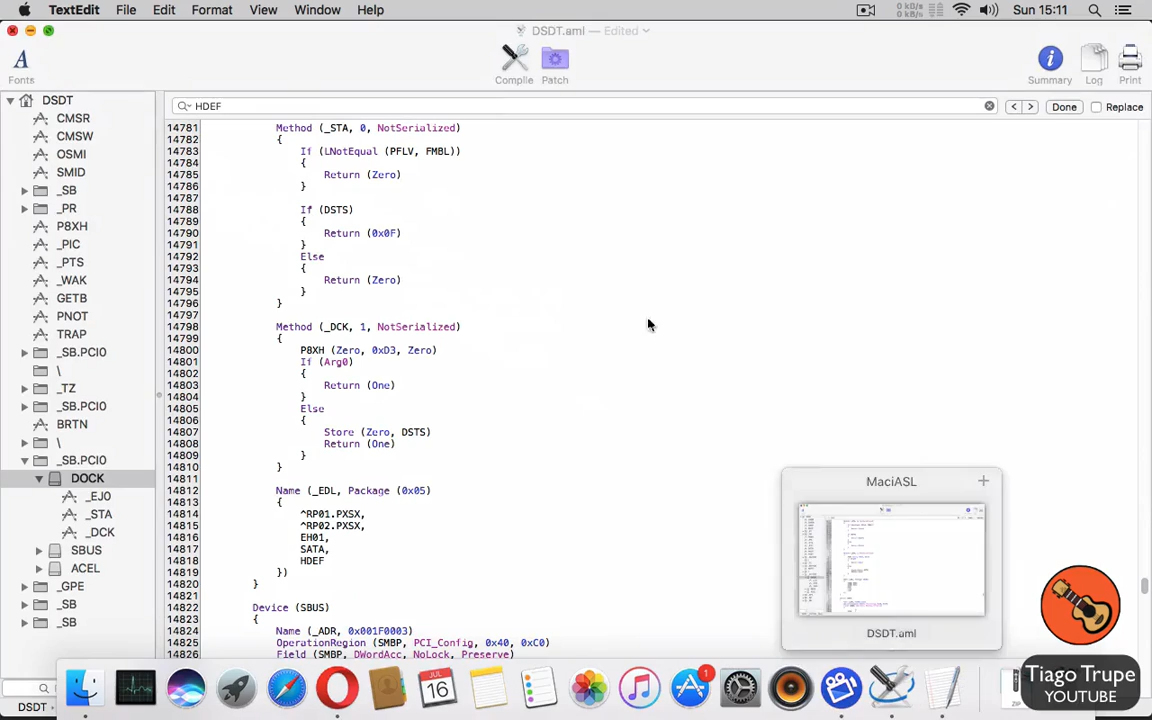 TextEdit File Edit Format View Window Help
0 kB/s
0 kB/s
Sun 15:11
DSDT.aml — Edited
Fonts
Compile
Patch
Summary
Log
Print
HDEF
Done
Replace
DSDT
CMSR
CMSW
OSMI
SMID
_SB
_PR
P8XH
_PIC
_PTS
_WAK
GETB
PNOT
TRAP
_SB.PCI0
\
_TZ
_SB.PCI0
BRTN
\
_SB.PCI0
DOCK
_EJ0
_STA
_DCK
SBUS
ACEL
_GPE
_SB
_SB
DSDT
14781 Method (_STA, 0, NotSerialized)
14782 {
14783 If (LNotEqual (PFLV, FMBL))
14784 {
14785 Return (Zero)
14786 }
14787
14788 If (DSTS)
14789 {
14790 Return (0x0F)
14791 }
14792 Else
14793 {
14794 Return (Zero)
14795 }
14796 }
14797
14798 Method (_DCK, 1, NotSerialized)
14799 {
14800 P8XH (Zero, 0xD3, Zero)
14801 If (Arg0)
14802 {
14803 Return (One)
14804 }
14805 Else
14806 {
14807 Store (Zero, DSTS)
14808 Return (One)
14809 }
14810 }
14811
14812 Name (_EDL, Package (0x05)
14813 {
14814 ^RP01.PXSX,
14815 ^RP02.PXSX,
14816 EH01,
14817 SATA,
14818 HDEF
14819 })
14820 }
14821
14822 Device (SBUS)
14823 {
14824 Name (_ADR, 0x001F0003)
14825 OperationRegion (SMBP, PCI_Config, 0x40, 0xC0)
14826 Field (SMBP, DWordAcc, NoLock, Preserve)
MaciASL
DSDT.aml
JUL
16
1
ZIP
Tiago Trupe
YOUTUBE